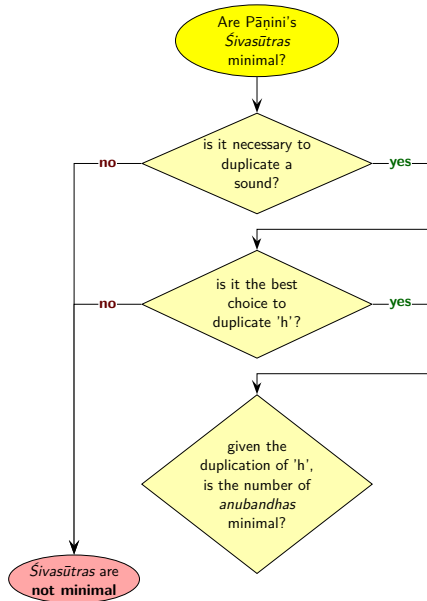 Are Pāṇini's
Śivasūtras
minimal?
is it necessary to
duplicate a
sound?
no
yes
is it the best
choice to
duplicate 'h'?
no
yes
given the
duplication of 'h',
is the number of
anubandhas
minimal?
Śivasūtras are
not minimal